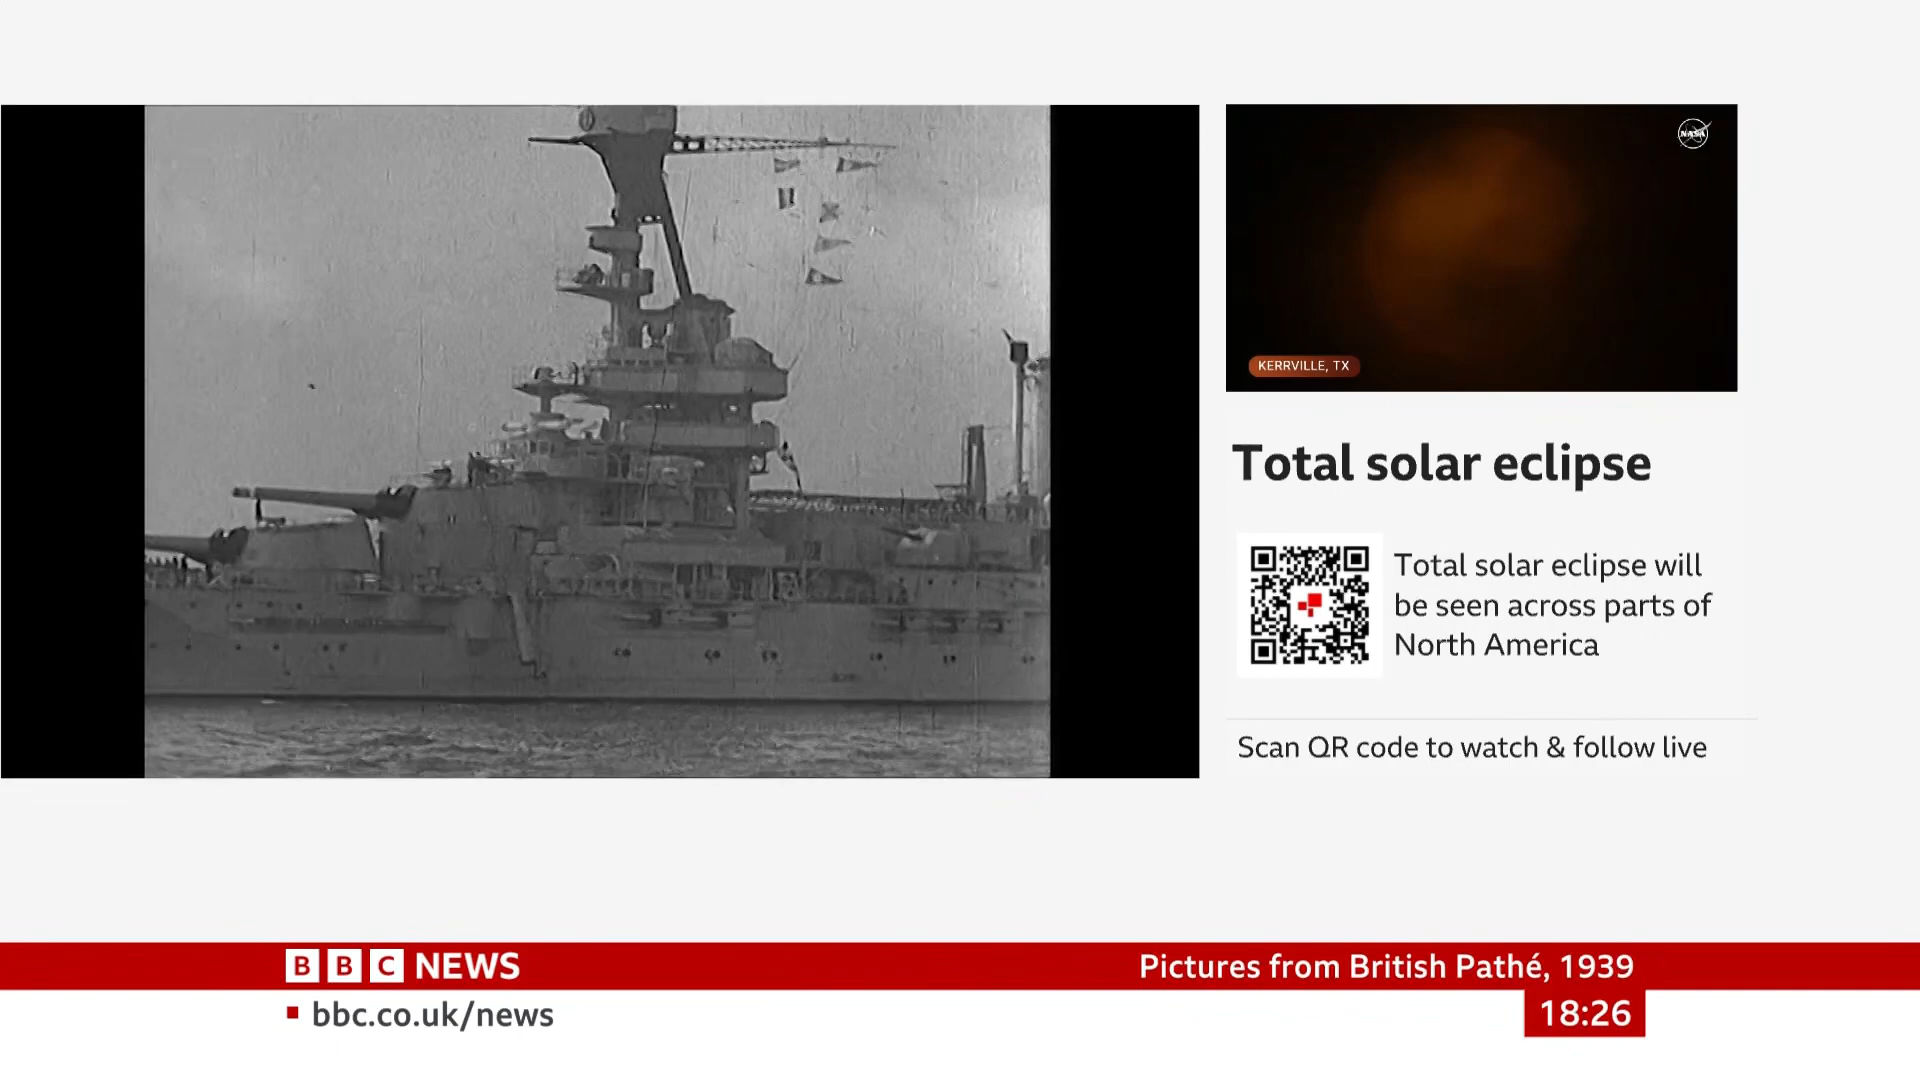 NASA
KERRVILLE, TX
Total solar eclipse
Total solar eclipse will
be seen across parts of
North America
Scan QR code to watch & follow live
BBC NEWS
Pictures from British Pathé, 1939
bbc.co.uk/news
18:26